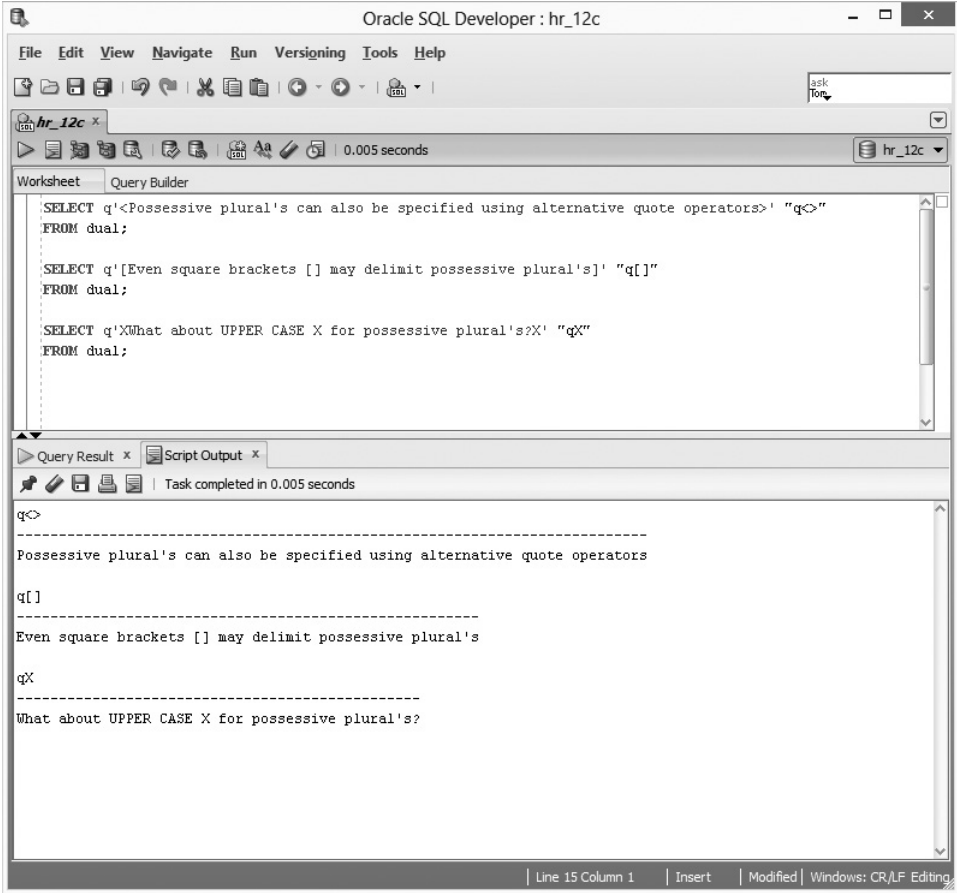 Oracle SQL Developer : hr_12c
File Edit View Navigate Run Versioning Tools Help
ask
Tom
hr_12c
0.005 seconds
hr_12c
Worksheet Query Builder
SELECT q'<Possessive plural's can also be specified using alternative quote operators>' "q<>"
FROM dual;
SELECT q'[Even square brackets [] may delimit possessive plural's]' "q[]"
FROM dual;
SELECT q'XWhat about UPPER CASE X for possessive plural's?X' "qX"
FROM dual;
Query Result x Script Output x
Task completed in 0.005 seconds
q<>
---------------------------------------------------------------------------
Possessive plural's can also be specified using alternative quote operators
q[]
-------------------------------------------------------
Even square brackets [] may delimit possessive plural's
qX
------------------------------------------------
What about UPPER CASE X for possessive plural's?
Line 15 Column 1 Insert Modified Windows: CR/LF Editing